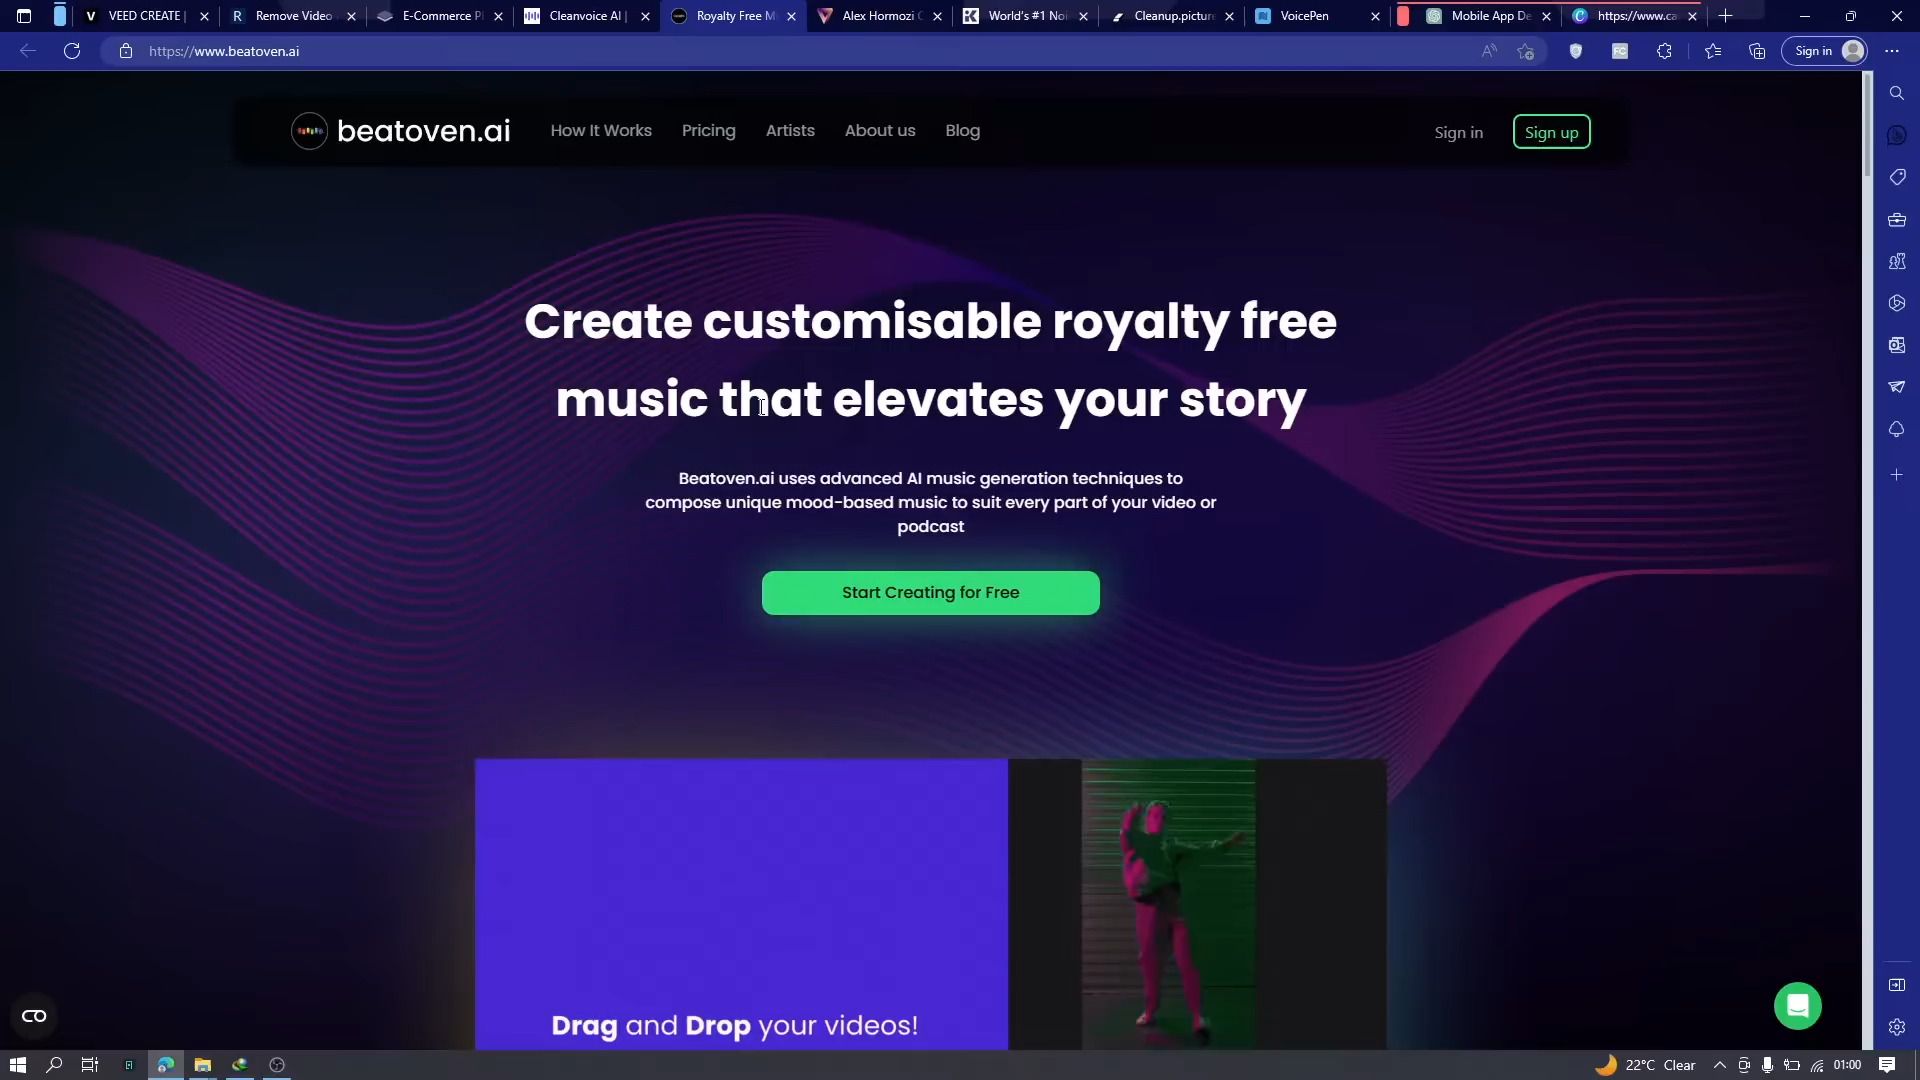 VEED CREATE |
Remove Video
E-Commerce P
Cleanvoice AI |
Royalty Free M
Alex Hormozi C
World's #1 Noi
Cleanup.picture
VoicePen
Mobile App De
https://www.ca
https://www.beatoven.ai
Sign in
beatoven.ai
How It Works
Pricing
Artists
About us
Blog
Sign in
Sign up
Create customisable royalty free
music that elevates your story
Beatoven.ai uses advanced AI music generation techniques to
compose unique mood-based music to suit every part of your video or
podcast
Start Creating for Free
Drag and Drop your videos!
22°C Clear
01:00